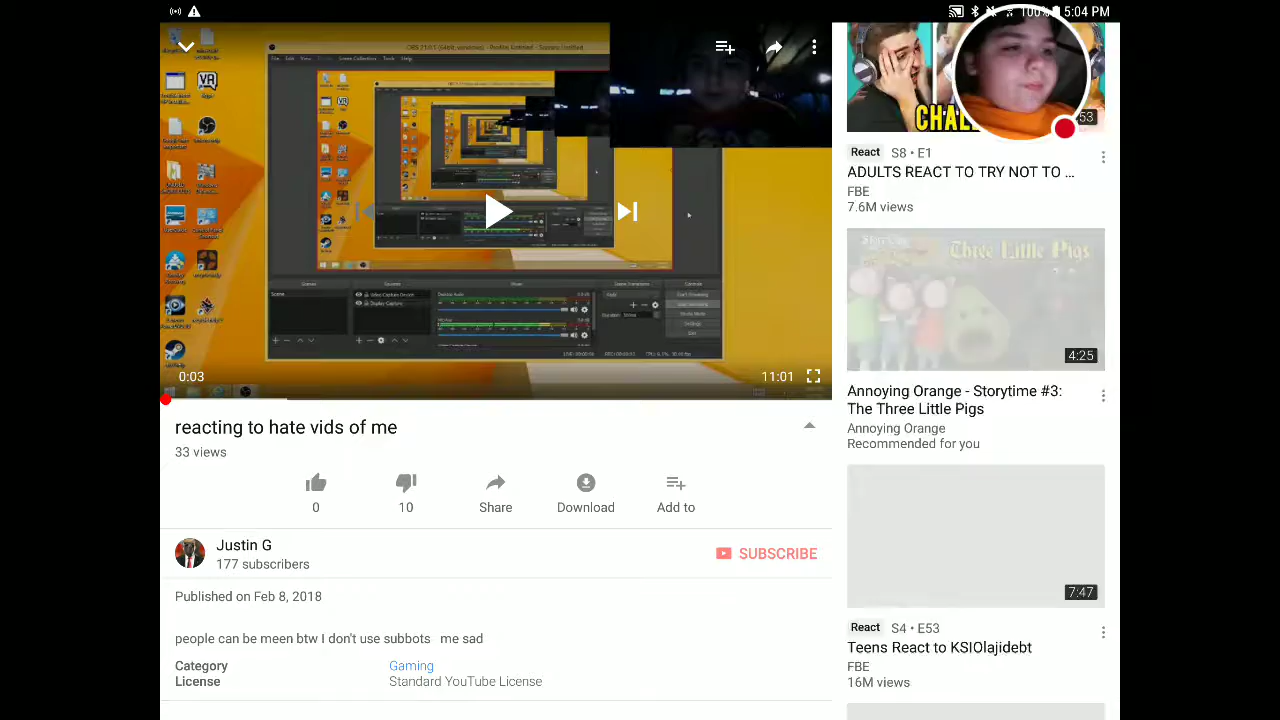 100% 5:04 PM
0:03
11:01
reacting to hate vids of me
33 views
0
10
Share
Download
Add to
Justin G
177 subscribers
SUBSCRIBE
Published on Feb 8, 2018
people can be meen btw I don't use subbots me sad
Category Gaming
License Standard YouTube License
CHAL
53
React S8 • E1
ADULTS REACT TO TRY NOT TO ...
FBE
7.6M views
Three Little Pigs
4:25
Annoying Orange - Storytime #3:
The Three Little Pigs
Annoying Orange
Recommended for you
7:47
React S4 • E53
Teens React to KSIOlajidebt
FBE
16M views